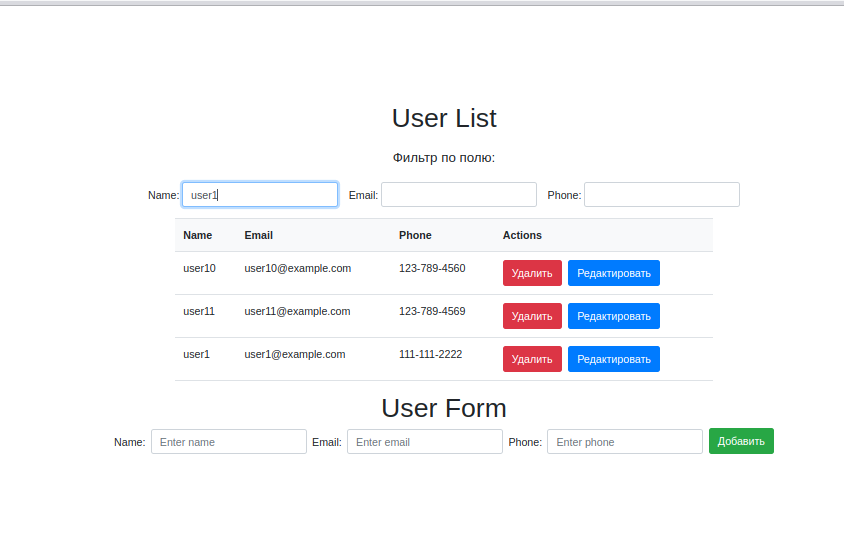 User List
Фильтр по полю:
Name: user1 Email: Phone:
Name Email Phone Actions
user10 user10@example.com 123-789-4560 Удалить Редактировать
user11 user11@example.com 123-789-4569 Удалить Редактировать
user1 user1@example.com 111-111-2222 Удалить Редактировать
User Form
Name: Enter name Email: Enter email Phone: Enter phone Добавить